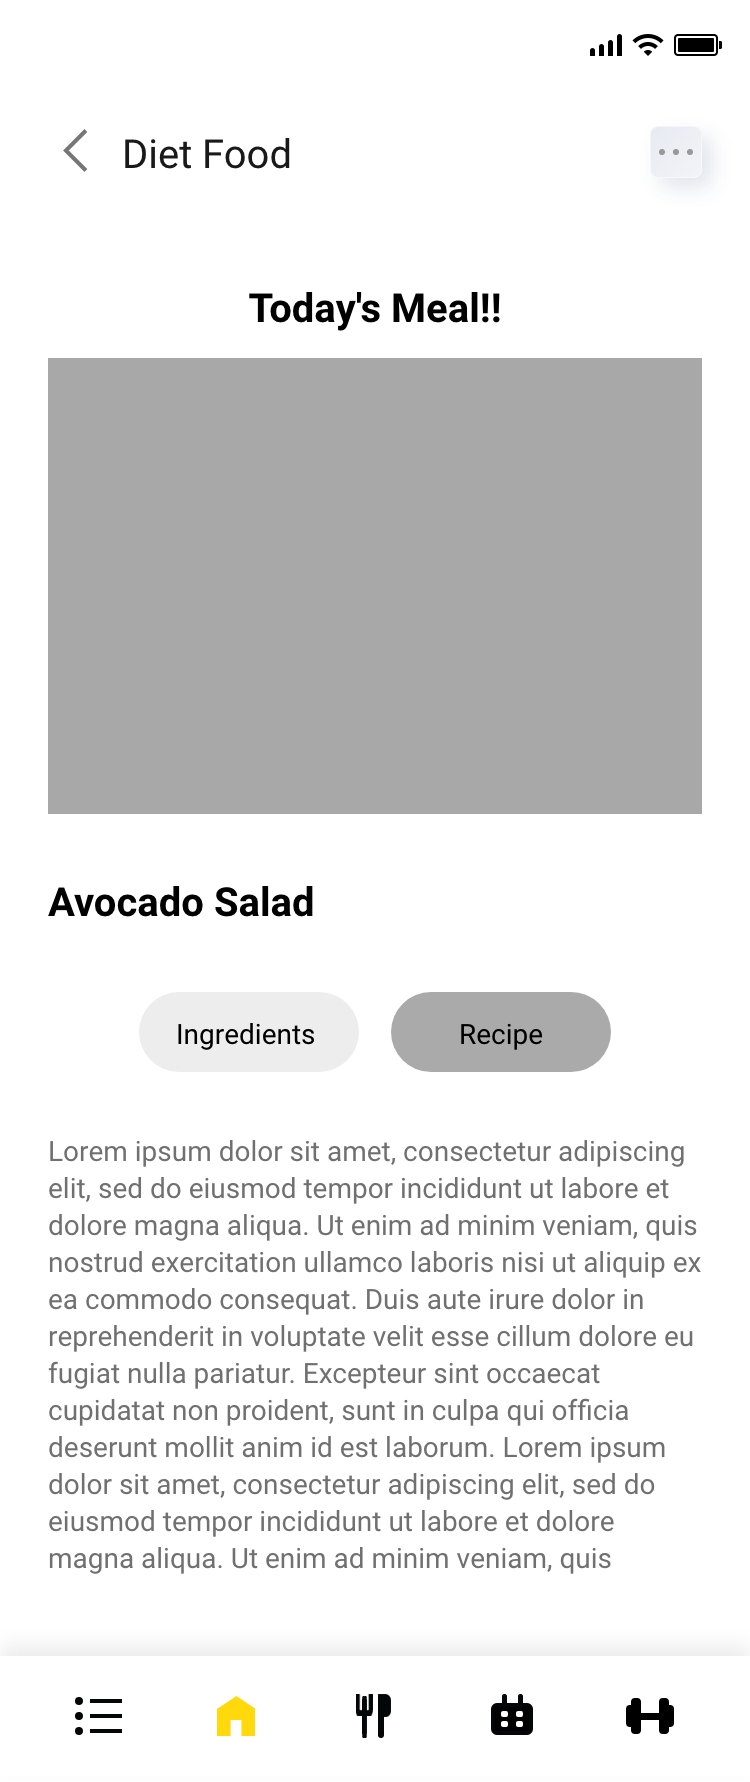 Diet Food
Today's Meal!!
Avocado Salad
Ingredients
Recipe
Lorem ipsum dolor sit amet, consectetur adipiscing
elit, sed do eiusmod tempor incididunt ut labore et
dolore magna aliqua. Ut enim ad minim veniam, quis
nostrud exercitation ullamco laboris nisi ut aliquip ex
ea commodo consequat. Duis aute irure dolor in
reprehenderit in voluptate velit esse cillum dolore eu
fugiat nulla pariatur. Excepteur sint occaecat
cupidatat non proident, sunt in culpa qui officia
deserunt mollit anim id est laborum. Lorem ipsum
dolor sit amet, consectetur adipiscing elit, sed do
eiusmod tempor incididunt ut labore et dolore
magna aliqua. Ut enim ad minim veniam, quis